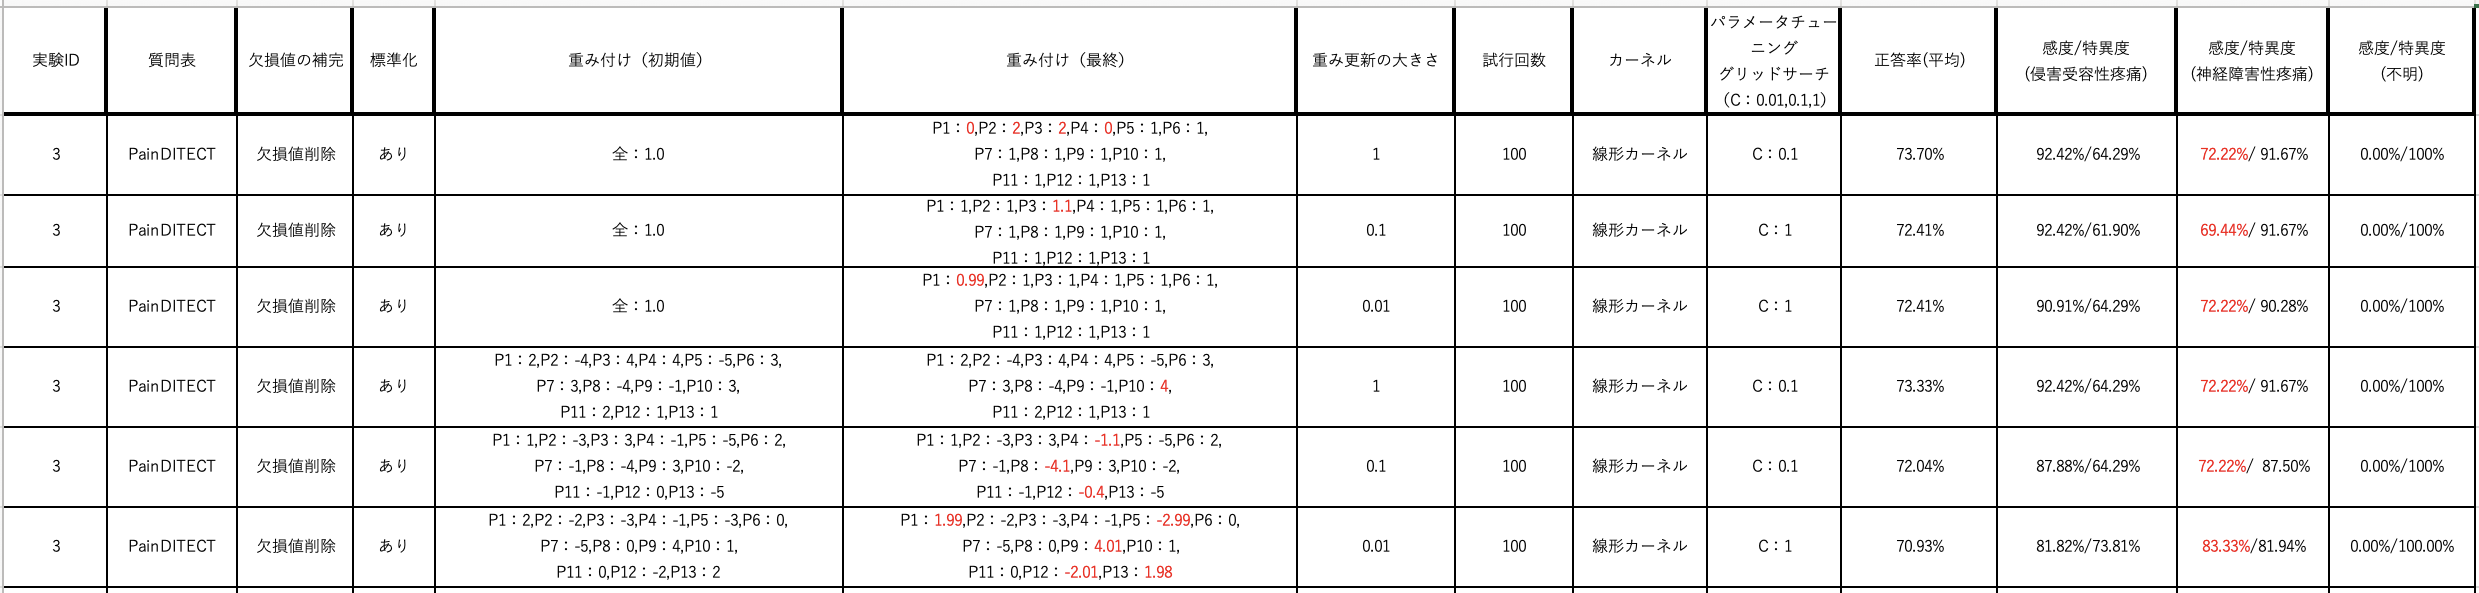 実験ID
質問表
欠損値の補完
標準化
重み付け（初期値）
重み付け（最終）
重み更新の大きさ
試行回数
カーネル
パラメータチュー
ニング
グリッドサーチ
（C：0.01,0.1,1）
正答率(平均)
感度/特異度
(侵害受容性疼痛)
感度/特異度
(神経障害性疼痛)
感度/特異度
(不明)
3
PainDITECT
欠損値削除
あり
全：1.0
P1：0,P2：2,P3：2,P4：0,P5：1,P6：1,
P7：1,P8：1,P9：1,P10：1,
P11：1,P12：1,P13：1
1
100
線形カーネル
C：0.1
73.70%
92.42%/64.29%
72.22%/ 91.67%
0.00%/100%
3
PainDITECT
欠損値削除
あり
全：1.0
P1：1,P2：1,P3：1.1,P4：1,P5：1,P6：1,
P7：1,P8：1,P9：1,P10：1,
P11：1,P12：1,P13：1
0.1
100
線形カーネル
C：1
72.41%
92.42%/61.90%
69.44%/ 91.67%
0.00%/100%
3
PainDITECT
欠損値削除
あり
全：1.0
P1：0.99,P2：1,P3：1,P4：1,P5：1,P6：1,
P7：1,P8：1,P9：1,P10：1,
P11：1,P12：1,P13：1
0.01
100
線形カーネル
C：1
72.41%
90.91%/64.29%
72.22%/ 90.28%
0.00%/100%
3
PainDITECT
欠損値削除
あり
P1：2,P2：-4,P3：4,P4：4,P5：-5,P6：3,
P7：3,P8：-4,P9：-1,P10：3,
P11：2,P12：1,P13：1
P1：2,P2：-4,P3：4,P4：4,P5：-5,P6：3,
P7：3,P8：-4,P9：-1,P10：4,
P11：2,P12：1,P13：1
1
100
線形カーネル
C：0.1
73.33%
92.42%/64.29%
72.22%/ 91.67%
0.00%/100%
3
PainDITECT
欠損値削除
あり
P1：1,P2：-3,P3：3,P4：-1,P5：-5,P6：2,
P7：-1,P8：-4,P9：3,P10：-2,
P11：-1,P12：0,P13：-5
P1：1,P2：-3,P3：3,P4：-1.1,P5：-5,P6：2,
P7：-1,P8：-4.1,P9：3,P10：-2,
P11：-1,P12：-0.4,P13：-5
0.1
100
線形カーネル
C：0.1
72.04%
87.88%/64.29%
72.22%/ 87.50%
0.00%/100%
3
PainDITECT
欠損値削除
あり
P1：2,P2：-2,P3：-3,P4：-1,P5：-3,P6：0,
P7：-5,P8：0,P9：4,P10：1,
P11：0,P12：-2,P13：2
P1：1.99,P2：-2,P3：-3,P4：-1,P5：-2.99,P6：0,
P7：-5,P8：0,P9：4.01,P10：1,
P11：0,P12：-2.01,P13：1.98
0.01
100
線形カーネル
C：1
70.93%
81.82%/73.81%
83.33%/81.94%
0.00%/100.00%